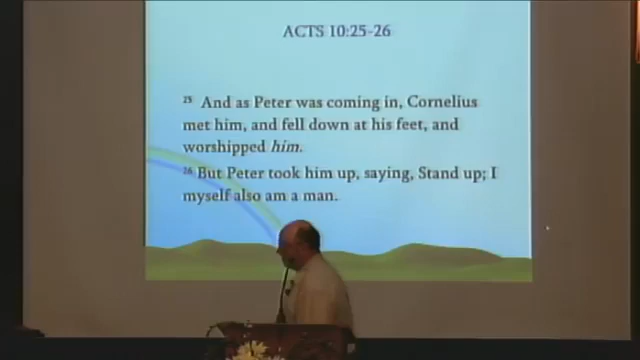 ACTS 10:25-26
25 And as Peter was coming in, Cornelius
met him, and fell down at his feet, and
worshipped him.
26 But Peter took him up, saying, Stand up; I
myself also am a man.